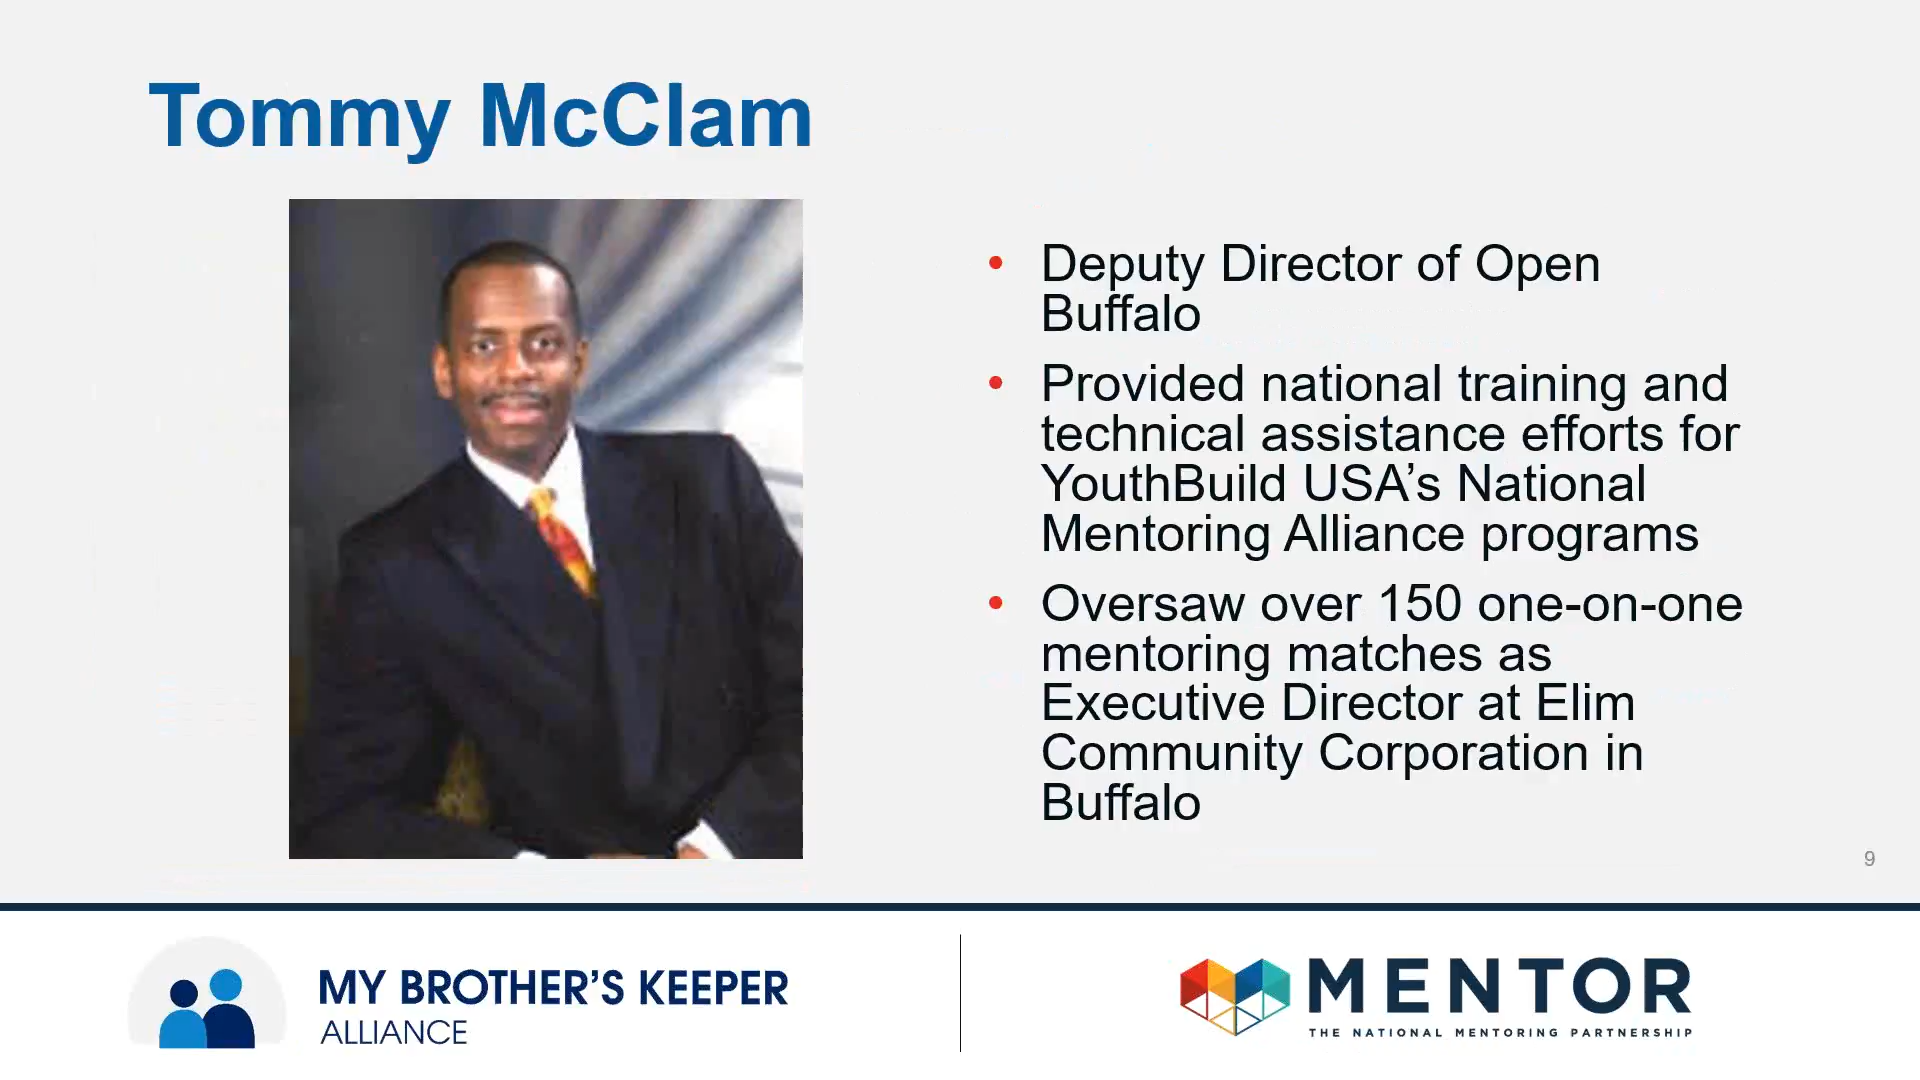 Tommy McClam
• Deputy Director of Open
Buffalo
• Provided national training and
technical assistance efforts for
YouthBuild USA’s National
Mentoring Alliance programs
• Oversaw over 150 one-on-one
mentoring matches as
Executive Director at Elim
Community Corporation in
Buffalo
9
MY BROTHER’S KEEPER
ALLIANCE
MENTOR
THE NATIONAL MENTORING PARTNERSHIP